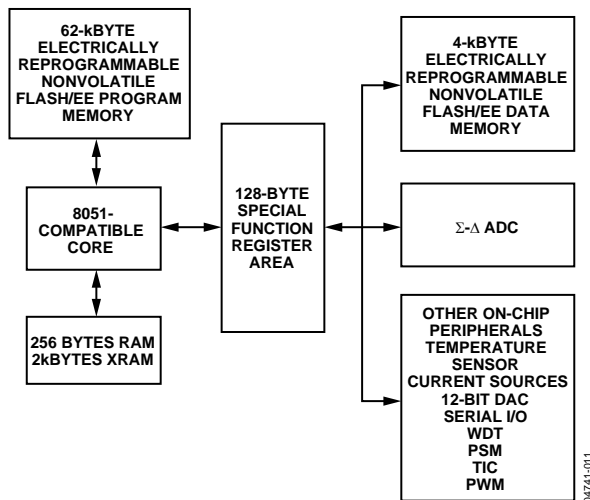 62-kBYTE
ELECTRICALLY
REPROGRAMMABLE
NONVOLATILE
FLASH/EE PROGRAM
MEMORY
8051-
COMPATIBLE
CORE
256 BYTES RAM
2kBYTES XRAM
128-BYTE
SPECIAL
FUNCTION
REGISTER
AREA
4-kBYTE
ELECTRICALLY
REPROGRAMMABLE
NONVOLATILE
FLASH/EE DATA
MEMORY
Σ-Δ ADC
OTHER ON-CHIP
PERIPHERALS
TEMPERATURE
SENSOR
CURRENT SOURCES
12-BIT DAC
SERIAL I/O
WDT
PSM
TIC
PWM
04741-011